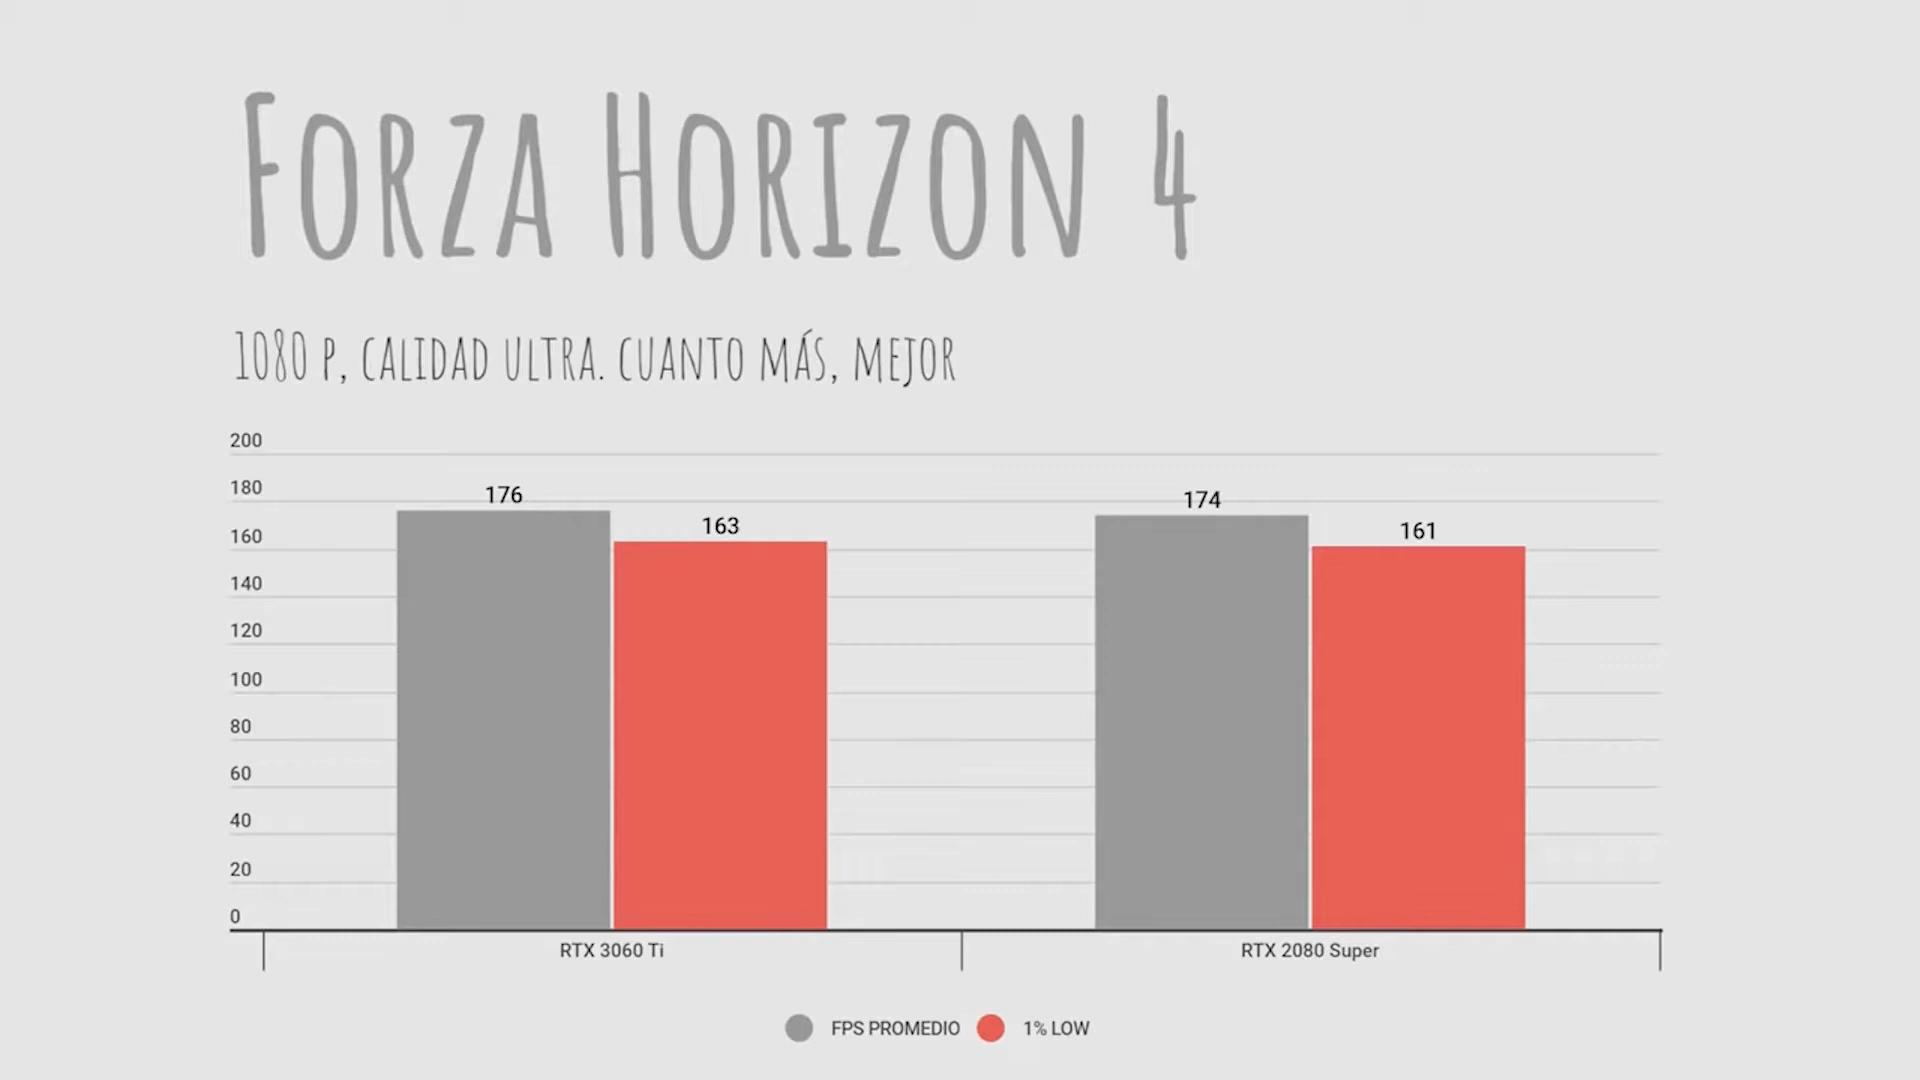 FORZA HORIZON 4
1080 P, CALIDAD ULTRA. CUANTO MÁS, MEJOR
200
180
160
140
120
100
80
60
40
20
0
176
163
174
161
RTX 3060 Ti
RTX 2080 Super
FPS PROMEDIO
1% LOW